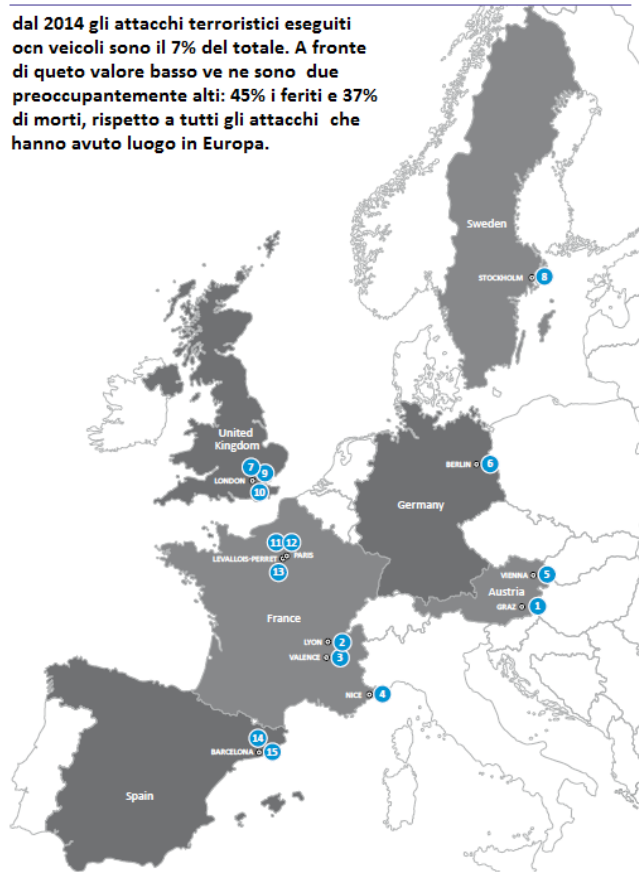 dal 2014 gli attacchi terroristici eseguiti
ocn veicoli sono il 7% del totale. A fronte
di queto valore basso ve ne sono due
preoccupantemente alti: 45% i feriti e 37%
di morti, rispetto a tutti gli attacchi che
hanno avuto luogo in Europa.
Sweden
STOCKHOLM 8
United
Kingdom
7
9
LONDON
10
BERLIN 6
Germany
11 12
LEVALLOIS-PERRET PARIS
13
VIENNA 5
Austria
GRAZ 1
France
LYON 2
VALENCE 3
NICE 4
14
BARCELONA 15
Spain